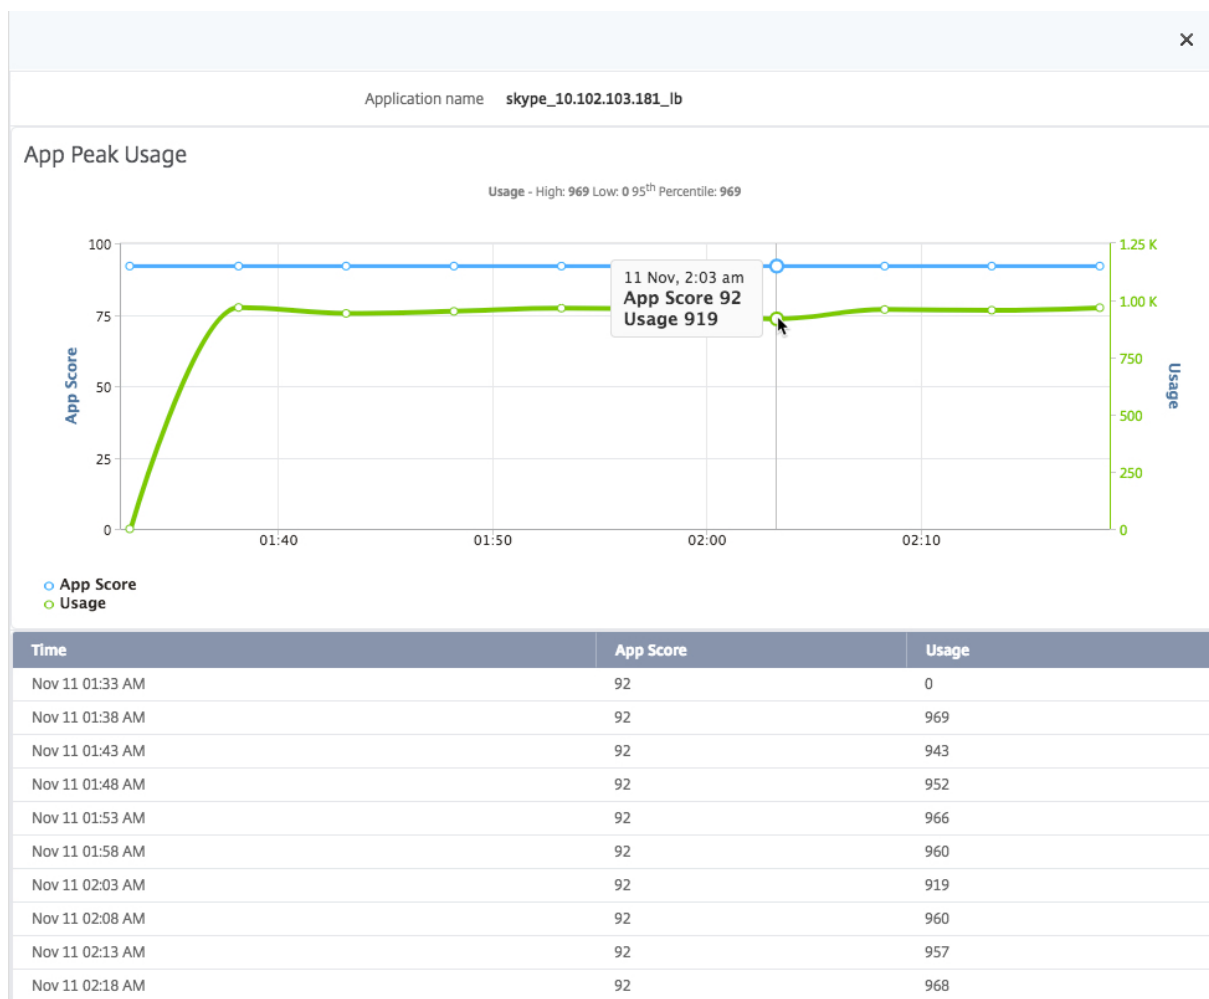 ×
Application name skype_10.102.103.181_lb
App Peak Usage
Usage - High: 969 Low: 0 95th Percentile: 969
100
75
50
25
0
App Score
11 Nov, 2:03 am
App Score 92
Usage 919
1.25 K
1.00 K
750
500
250
0
Usage
01:40 01:50 02:00 02:10
App Score
Usage
Time App Score Usage
Nov 11 01:33 AM 92 0
Nov 11 01:38 AM 92 969
Nov 11 01:43 AM 92 943
Nov 11 01:48 AM 92 952
Nov 11 01:53 AM 92 966
Nov 11 01:58 AM 92 960
Nov 11 02:03 AM 92 919
Nov 11 02:08 AM 92 960
Nov 11 02:13 AM 92 957
Nov 11 02:18 AM 92 968